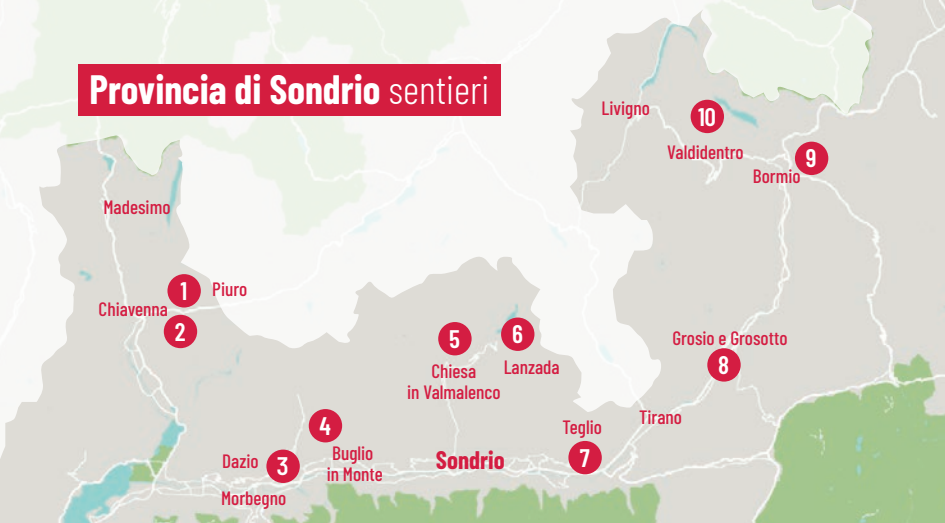 Provincia di Sondrio sentieri
Livigno
10
Valdidentro
9
Bormio
Madesimo
1
Piuro
Chiavenna
2
5
6
Chiesa
in Valmalenco
Lanzada
Grosio e Grosotto
8
4
Buglio
in Monte
Dazio
3
Morbegno
Sondrio
Teglio
7
Tirano